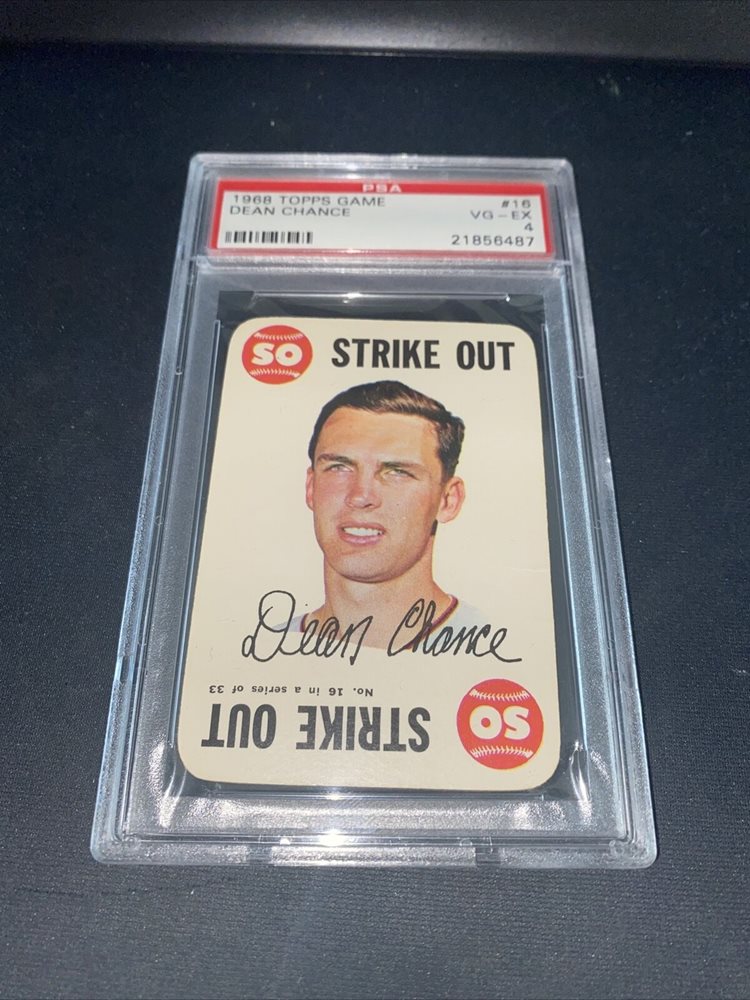 PSA
1968 TOPPS GAME #16
DEAN CHANCE VG - EX
4
21856487
SO STRIKE OUT
Dean Chance
No. 16 in a series of 33
STRIKE OUT SO